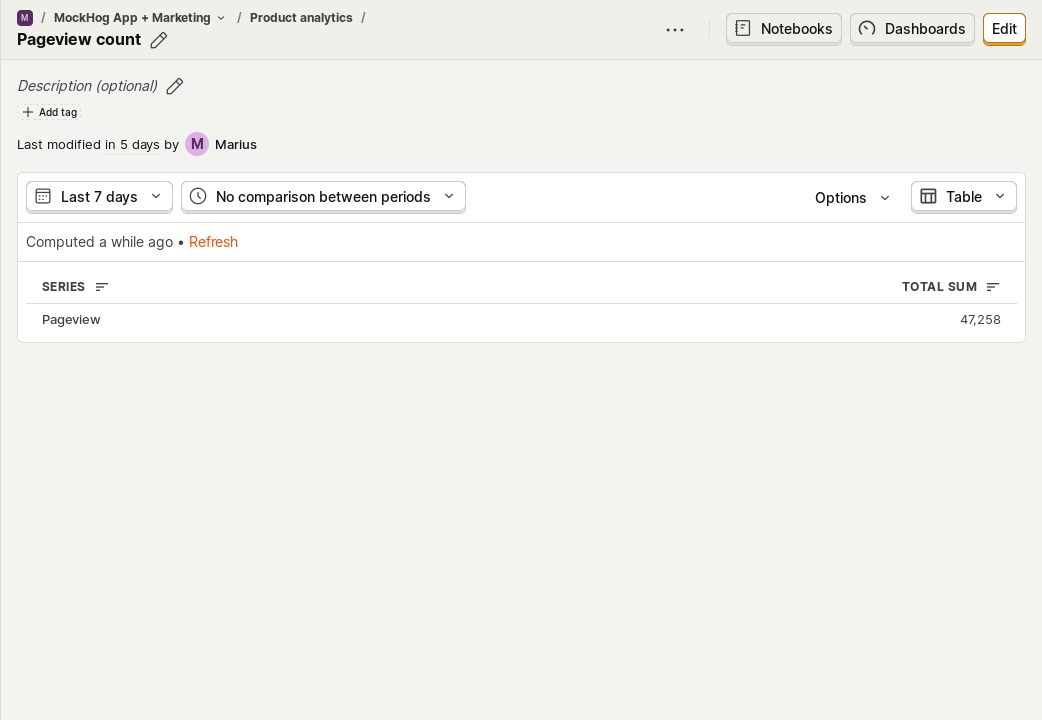 M / MockHog App + Marketing / Product analytics /
Pageview count
Notebooks
Dashboards
Edit
Description (optional)
Add tag
Last modified in 5 days by M Marius
Last 7 days
No comparison between periods
Options
Table
Computed a while ago • Refresh
SERIES TOTAL SUM
Pageview 47,258